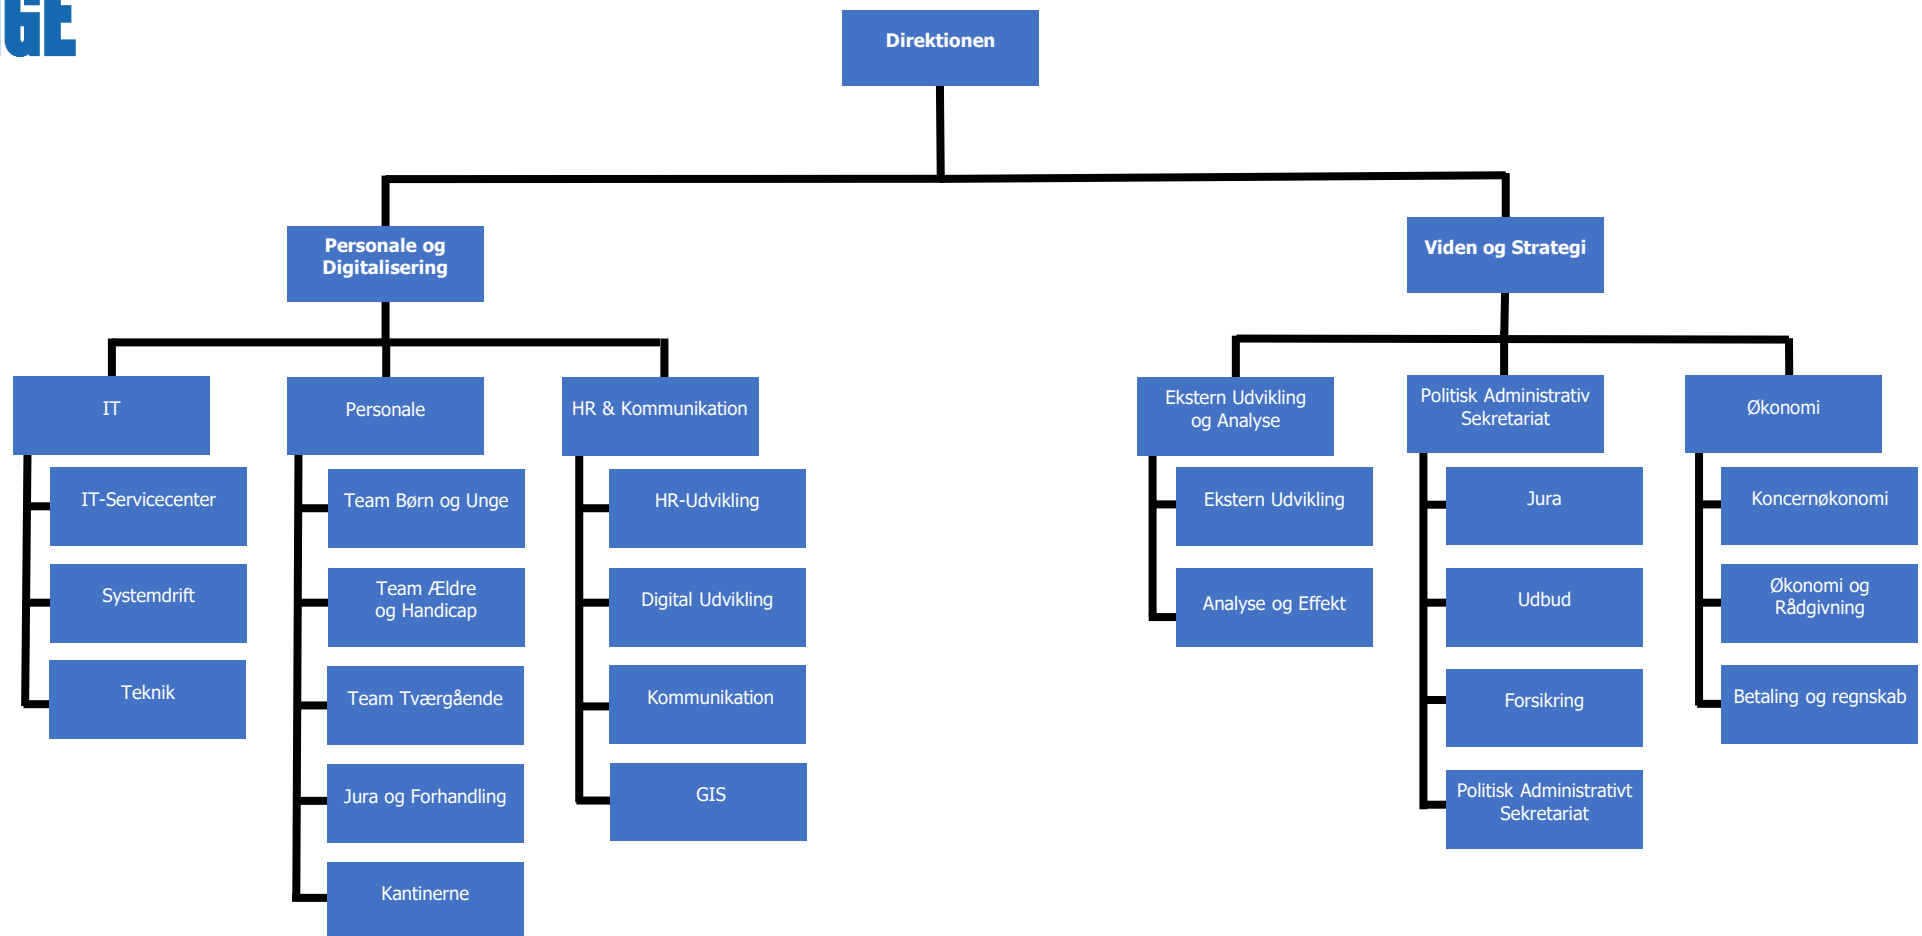 Direktionen
Personale og
Digitalisering
Viden og Strategi
IT
Personale
HR & Kommunikation
Ekstern Udvikling
og Analyse
Politisk Administrativ
Sekretariat
Økonomi
IT-Servicecenter
Systemdrift
Teknik
Team Børn og Unge
Team Ældre
og Handicap
Team Tværgående
Jura og Forhandling
Kantinerne
HR-Udvikling
Digital Udvikling
Kommunikation
GIS
Ekstern Udvikling
Analyse og Effekt
Jura
Udbud
Forsikring
Politisk Administrativt
Sekretariat
Koncernøkonomi
Økonomi og
Rådgivning
Betaling og regnskab